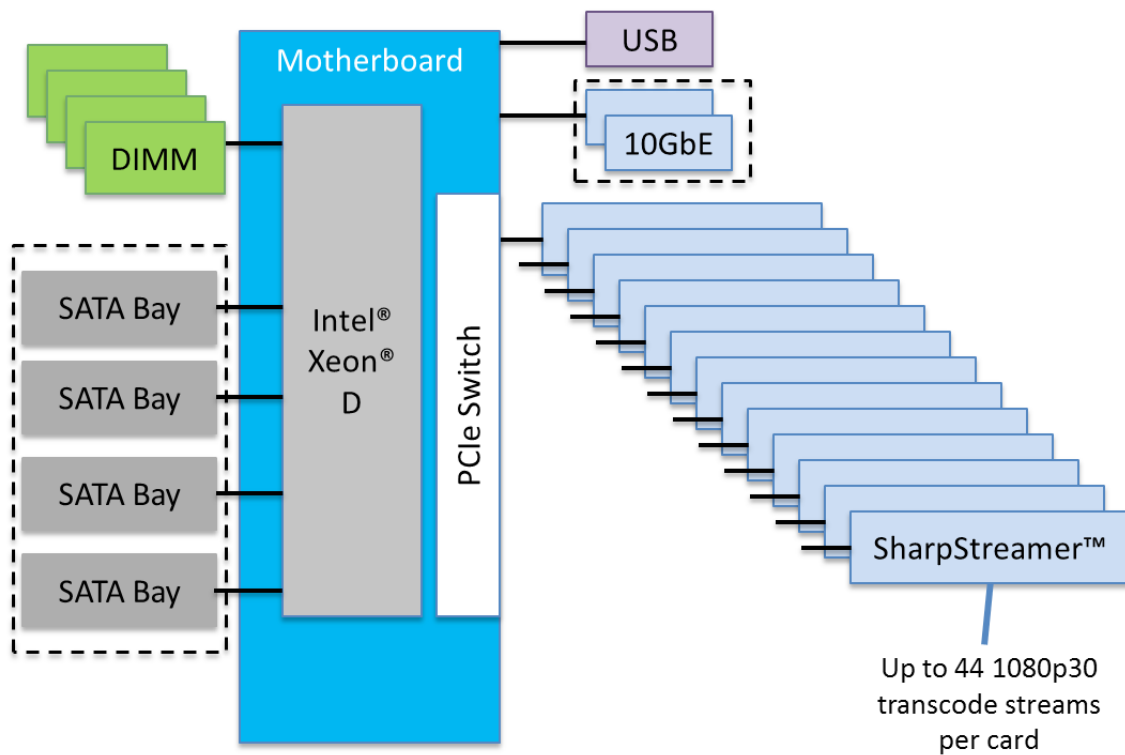 Motherboard
USB
10GbE
DIMM
SATA Bay
SATA Bay
SATA Bay
SATA Bay
Intel®
Xeon®
D
PCIe Switch
SharpStreamer™
Up to 44 1080p30
transcode streams
per card